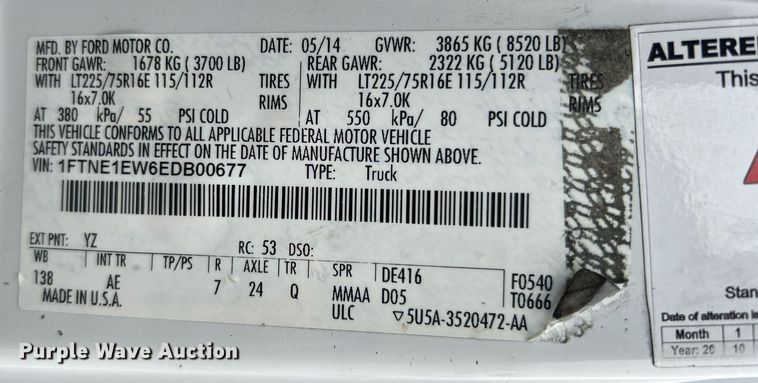 MFD. BY FORD MOTOR CO. DATE: 05/14 GVWR: 3865 KG ( 8520 LB)
FRONT GAWR: 1678 KG ( 3700 LB) REAR GAWR: 2322 KG ( 5120 LB)
WITH LT225/75R16E 115/112R TIRES WITH LT225/75R16E 115/112R TIRES
16x7.0K RIMS 16x7.0K RIMS
AT 380 kPa/ 55 PSI COLD AT 550 kPa/ 80 PSI COLD
THIS VEHICLE CONFORMS TO ALL APPLICABLE FEDERAL MOTOR VEHICLE
SAFETY STANDARDS IN EFFECT ON THE DATE OF MANUFACTURE SHOWN ABOVE.
VIN: 1FTNE1EW6EDB00677 TYPE: Truck
EXT PNT: YZ RC: 53 DSO:
WB INT TR TP/PS R AXLE TR SPR DE416 F0540
138 AE 7 24 Q MMAA D05 T0666
MADE IN U.S.A. ULC ▽5U5A-3520472-AA
ALTERE
This
Stan
Date of alteration i
Month 1
Year: 20 10
Purple Wave Auction